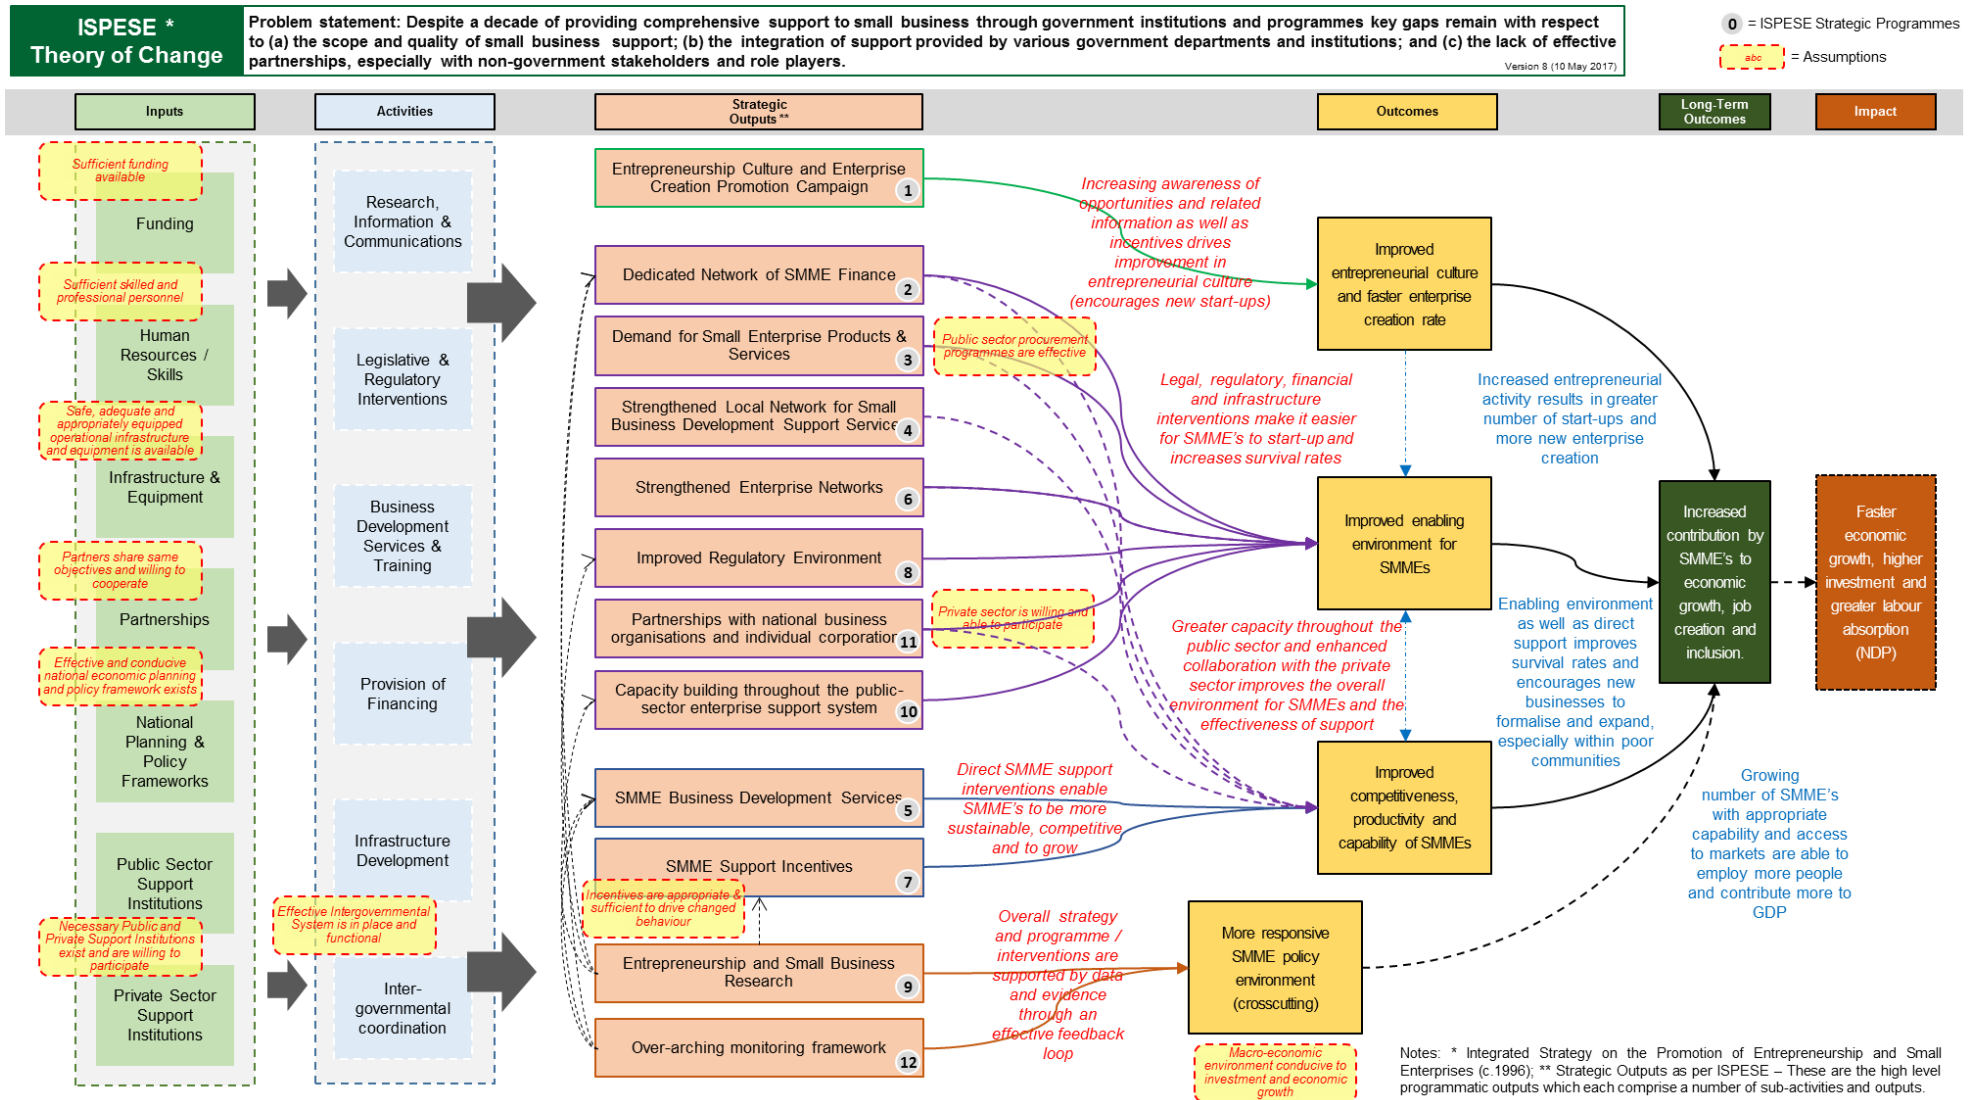 ISPESE *
Theory of Change
Problem statement: Despite a decade of providing comprehensive support to small business through government institutions and programmes key gaps remain with respect
to (a) the scope and quality of small business support; (b) the integration of support provided by various government departments and institutions; and (c) the lack of effective
partnerships, especially with non-government stakeholders and role players.
Version 8 (10 May 2017)
0 = ISPESE Strategic Programmes
abc = Assumptions
Inputs
Activities
Strategic
Outputs **
Outcomes
Long-Term
Outcomes
Impact
Sufficient funding
available
Funding
Sufficient skilled and
professional personnel
Human
Resources /
Skills
Safe, adequate and
appropriately equipped
operational infrastructure
and equipment is available
Infrastructure &
Equipment
Partners share same
objectives and willing to
cooperate
Partnerships
Effective and conducive
national economic planning
and policy framework exists
National
Planning &
Policy
Frameworks
Public Sector
Support
Institutions
Necessary Public and
Private Support Institutions
exist and are willing to
participate
Private Sector
Support
Institutions
Research,
Information &
Communications
Legislative &
Regulatory
Interventions
Business
Development
Services &
Training
Provision of
Financing
Infrastructure
Development
Effective Intergovernmental
System is in place and
functional
Inter-
governmental
coordination
Entrepreneurship Culture and Enterprise
Creation Promotion Campaign
1
Dedicated Network of SMME Finance
2
Demand for Small Enterprise Products &
Services
3
Public sector procurement
programmes are effective
Strengthened Local Network for Small
Business Development Support Service
4
Strengthened Enterprise Networks
6
Improved Regulatory Environment
8
Partnerships with national business
organisations and individual corporation
11
Private sector is willing and
able to participate
Capacity building throughout the public-
sector enterprise support system
10
SMME Business Development Services
5
SMME Support Incentives
7
Incentives are appropriate &
sufficient to drive changed
behaviour
Entrepreneurship and Small Business
Research
9
Over-arching monitoring framework
12
Increasing awareness of
opportunities and related
information as well as
incentives drives
improvement in
entrepreneurial culture
(encourages new start-ups)
Legal, regulatory, financial
and infrastructure
interventions make it easier
for SMME's to start-up and
increases survival rates
Greater capacity throughout the
public sector and enhanced
collaboration with the private
sector improves the overall
environment for SMMEs and the
effectiveness of support
Direct SMME support
interventions enable
SMME's to be more
sustainable, competitive
and to grow
Overall strategy
and programme /
interventions are
supported by data
and evidence
through an
effective feedback
loop
Improved
entrepreneurial culture
and faster enterprise
creation rate
Improved enabling
environment for
SMMEs
Improved
competitiveness,
productivity and
capability of SMMEs
More responsive
SMME policy
environment
(crosscutting)
Macro-economic
environment conducive to
investment and economic
growth
Increased entrepreneurial
activity results in greater
number of start-ups and
more new enterprise
creation
Enabling environment
as well as direct
support improves
survival rates and
encourages new
businesses to
formalise and expand,
especially within poor
communities
Growing
number of SMME's
with appropriate
capability and access
to markets are able to
employ more people
and contribute more to
GDP
Increased
contribution by
SMME's to
economic
growth, job
creation and
inclusion.
Faster
economic
growth, higher
investment and
greater labour
absorption
(NDP)
Notes: * Integrated Strategy on the Promotion of Entrepreneurship and Small
Enterprises (c.1996); ** Strategic Outputs as per ISPESE – These are the high level
programmatic outputs which each comprise a number of sub-activities and outputs.